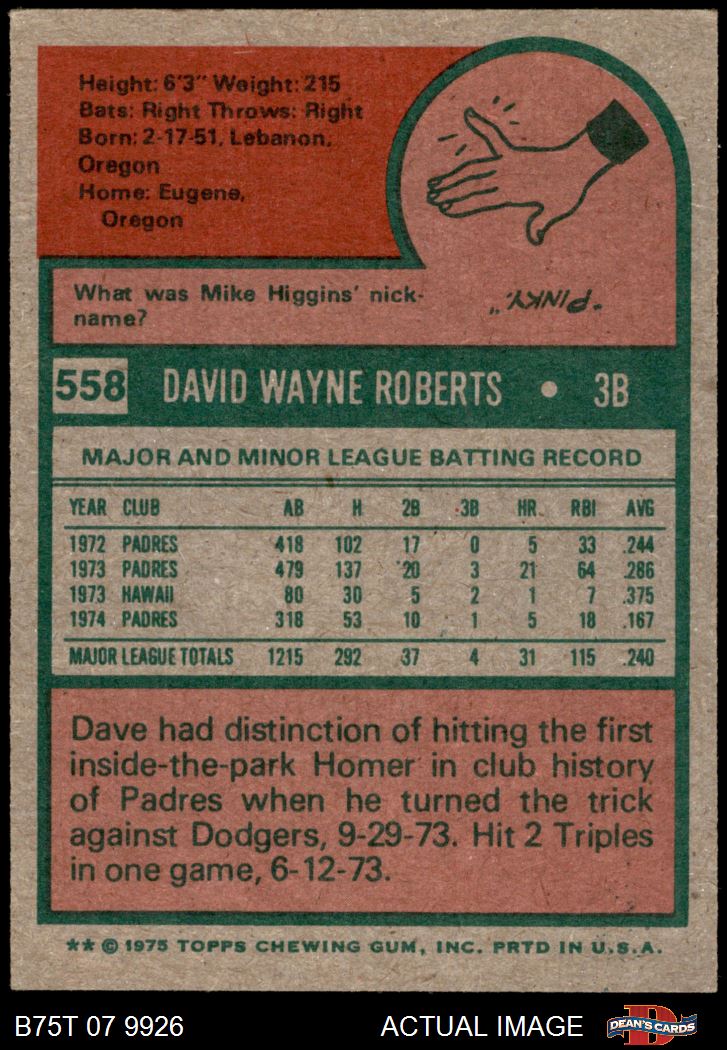 Height: 6'3" Weight: 215
Bats: Right Throws: Right
Born: 2-17-51, Lebanon,
Oregon
Home: Eugene,
Oregon
What was Mike Higgins' nick-
name?
"PINKY."
558 DAVID WAYNE ROBERTS • 3B
MAJOR AND MINOR LEAGUE BATTING RECORD
YEAR CLUB AB H 2B 3B HR RBI AVG
1972 PADRES 418 102 17 0 5 33 .244
1973 PADRES 479 137 20 3 21 64 .286
1973 HAWAII 80 30 5 2 1 7 .375
1974 PADRES 318 53 10 1 5 18 .167
MAJOR LEAGUE TOTALS 1215 292 37 4 31 115 .240
Dave had distinction of hitting the first
inside-the-park Homer in club history
of Padres when he turned the trick
against Dodgers, 9-29-73. Hit 2 Triples
in one game, 6-12-73.
** © 1975 TOPPS CHEWING GUM, INC. PRTD IN U.S.A.
B75T 07 9926 ACTUAL IMAGE DEAN'S CARDS